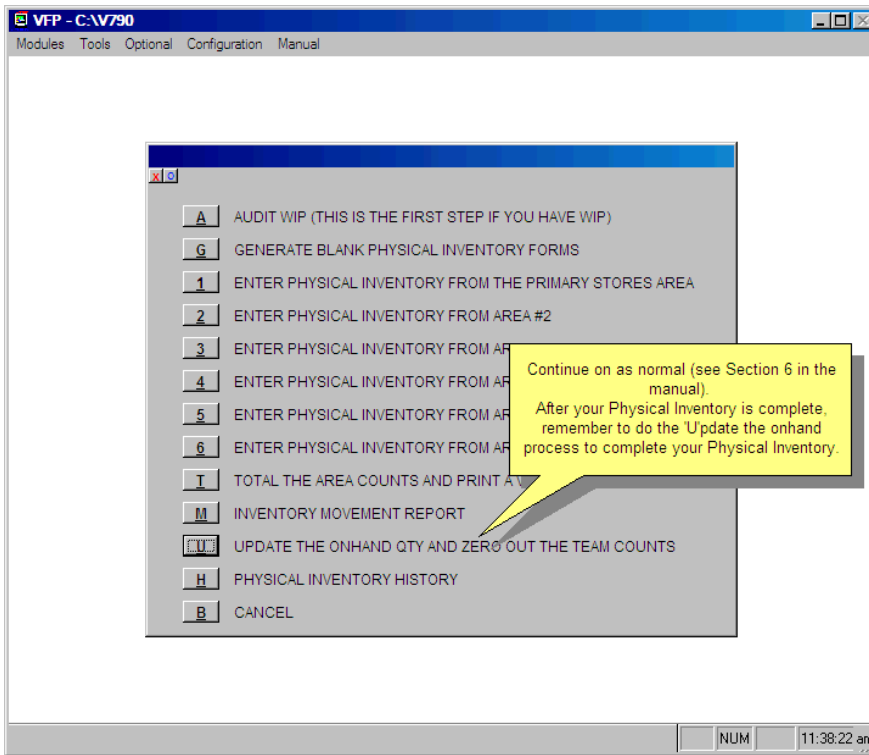 VFP - C:\V790
Modules Tools Optional Configuration Manual
X O
A AUDIT WIP (THIS IS THE FIRST STEP IF YOU HAVE WIP)
G GENERATE BLANK PHYSICAL INVENTORY FORMS
1 ENTER PHYSICAL INVENTORY FROM THE PRIMARY STORES AREA
2 ENTER PHYSICAL INVENTORY FROM AREA #2
3 ENTER PHYSICAL INVENTORY FROM
4 ENTER PHYSICAL INVENTORY FROM
5 ENTER PHYSICAL INVENTORY FROM
6 ENTER PHYSICAL INVENTORY FROM
Continue on as normal (see Section 6 in the
manual).
After your Physical Inventory is complete,
remember to do the 'U'pdate the onhand
process to complete your Physical Inventory.
T TOTAL THE AREA COUNTS AND PRINT A
M INVENTORY MOVEMENT REPORT
U UPDATE THE ONHAND QTY AND ZERO OUT THE TEAM COUNTS
H PHYSICAL INVENTORY HISTORY
B CANCEL
NUM 11:38:22 am